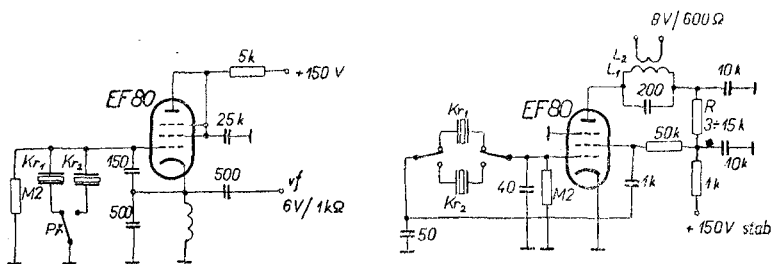 5k
+150 V
EF80
25k
Kr₁
Kr₂
150
M2
500
500
vf
6V/1kΩ
Př.
8V/600Ω
L₂
L₁
10k
200
EF80
R
3÷15k
Kr₁
50k
10k
Kr₂
40
M2
1k
1k
50
+150V stab